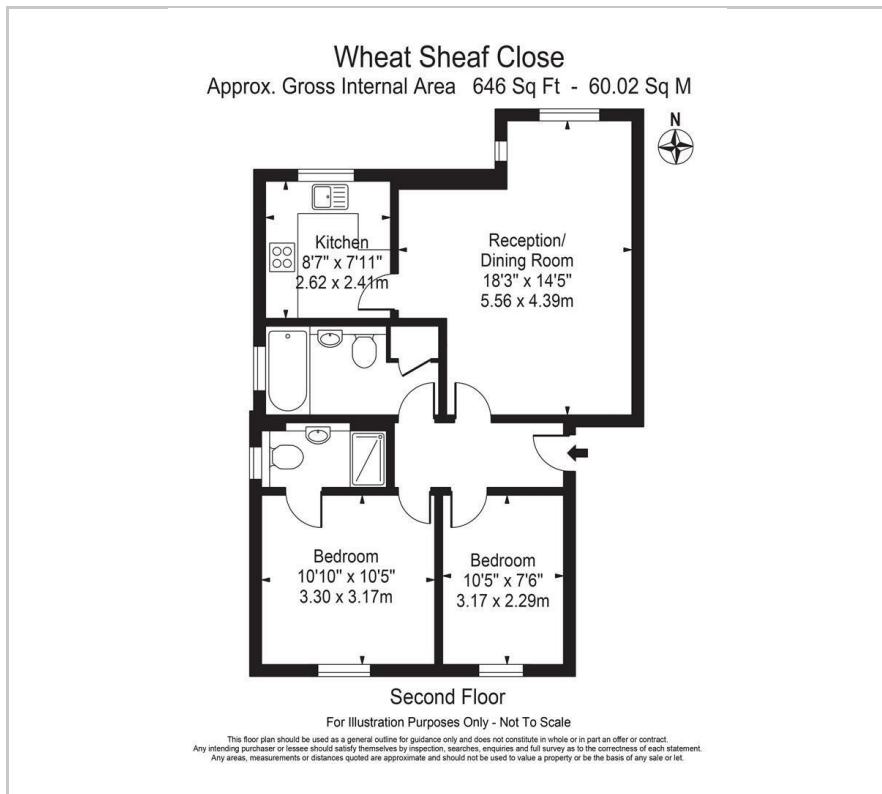 Wheat Sheaf Close
Approx. Gross Internal Area 646 Sq Ft - 60.02 Sq M
N
Kitchen
8'7" x 7'11"
2.62 x 2.41m
Reception/
Dining Room
18'3" x 14'5"
5.56 x 4.39m
Bedroom
10'10" x 10'5"
3.30 x 3.17m
Bedroom
10'5" x 7'6"
3.17 x 2.29m
Second Floor
For Illustration Purposes Only - Not To Scale
This floor plan should be used as a general outline for guidance only and does not constitute in whole or in part an offer or contract.
Any intending purchaser or lessee should satisfy themselves by inspection, searches, enquiries and full survey as to the correctness of each statement.
Any areas, measurements or distances quoted are approximate and should not be used to value a property or be the basis of any sale or let.